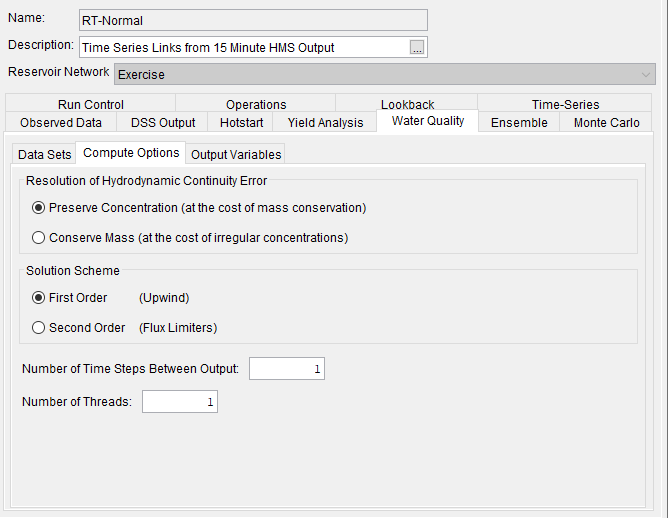 Name: RT-Normal
Description: Time Series Links from 15 Minute HMS Output ...
Reservoir Network Exercise
Run Control Operations Lookback Time-Series
Observed Data DSS Output Hotstart Yield Analysis Water Quality Ensemble Monte Carlo
Data Sets Compute Options Output Variables
Resolution of Hydrodynamic Continuity Error
Preserve Concentration (at the cost of mass conservation)
Conserve Mass (at the cost of irregular concentrations)
Solution Scheme
First Order (Upwind)
Second Order (Flux Limiters)
Number of Time Steps Between Output: 1
Number of Threads: 1